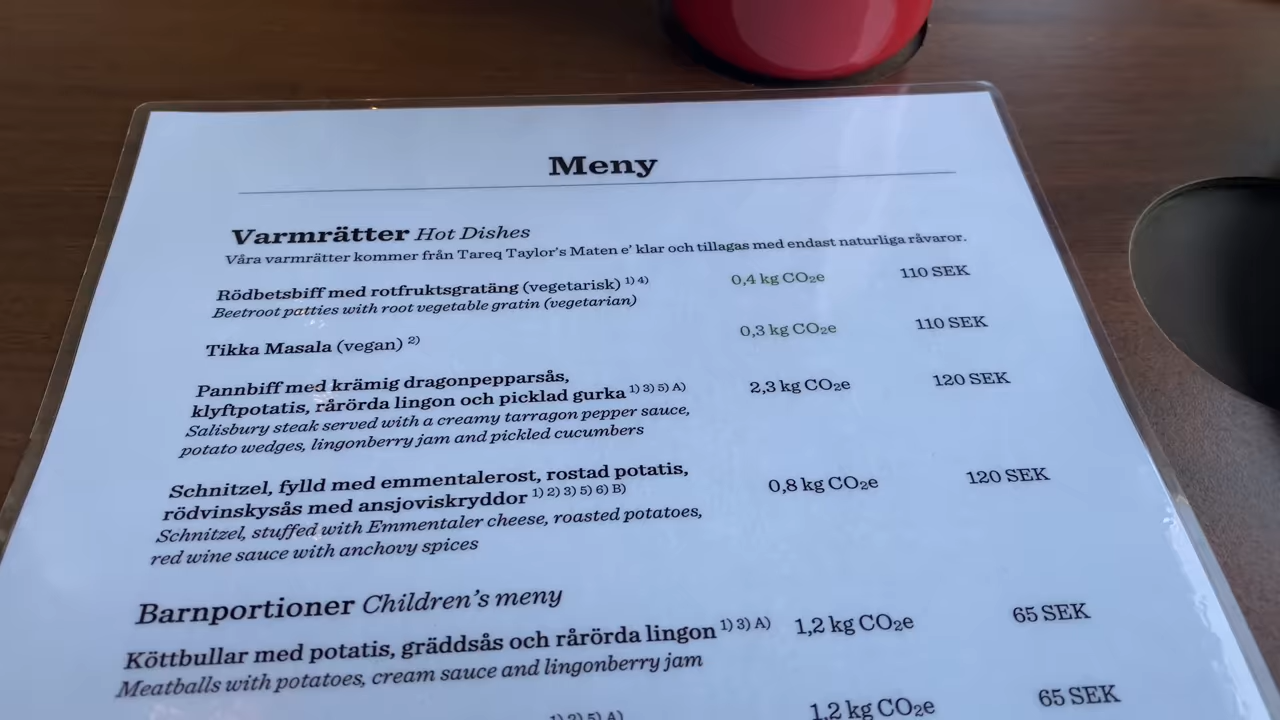 Meny
Varmrätter Hot Dishes
Våra varmrätter kommer från Tareq Taylor's Maten e' klar och tillagas med endast naturliga råvaror.
Rödbetsbiff med rotfruktsgratäng (vegetarisk) 1) 4) 0,4 kg CO₂e 110 SEK
Beetroot patties with root vegetable gratin (vegetarian)
Tikka Masala (vegan) 2) 0,3 kg CO₂e 110 SEK
Pannbiff med krämig dragonpepparsås,
klyftpotatis, rårörda lingon och picklad gurka 1) 3) 5) A) 2,3 kg CO₂e 120 SEK
Salisbury steak served with a creamy tarragon pepper sauce,
potato wedges, lingonberry jam and pickled cucumbers
Schnitzel, fylld med emmentalerost, rostad potatis,
rödvinskysås med ansjoviskryddor 1) 2) 3) 5) 6) B) 0,8 kg CO₂e 120 SEK
Schnitzel, stuffed with Emmentaler cheese, roasted potatoes,
red wine sauce with anchovy spices
Barnportioner Children's meny
Köttbullar med potatis, gräddsås och rårörda lingon 1) 3) A) 1,2 kg CO₂e 65 SEK
Meatballs with potatoes, cream sauce and lingonberry jam
1) 2) 5) A) 1,2 kg CO₂e 65 SEK